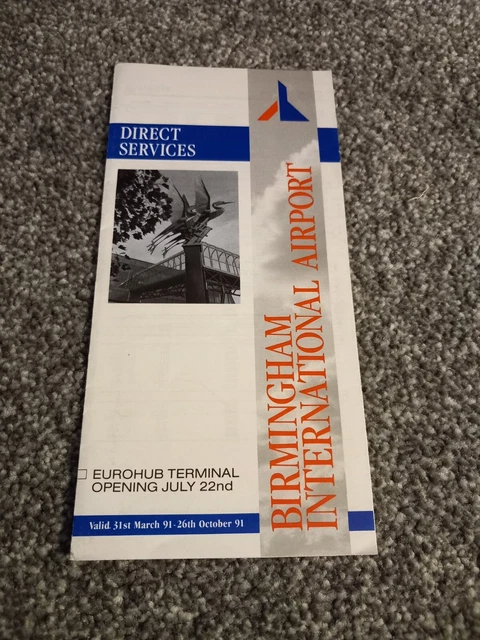 DIRECT
SERVICES
BIRMINGHAM
INTERNATIONAL AIRPORT
EUROHUB TERMINAL
OPENING JULY 22nd
Valid 31st March 91-26th October 91